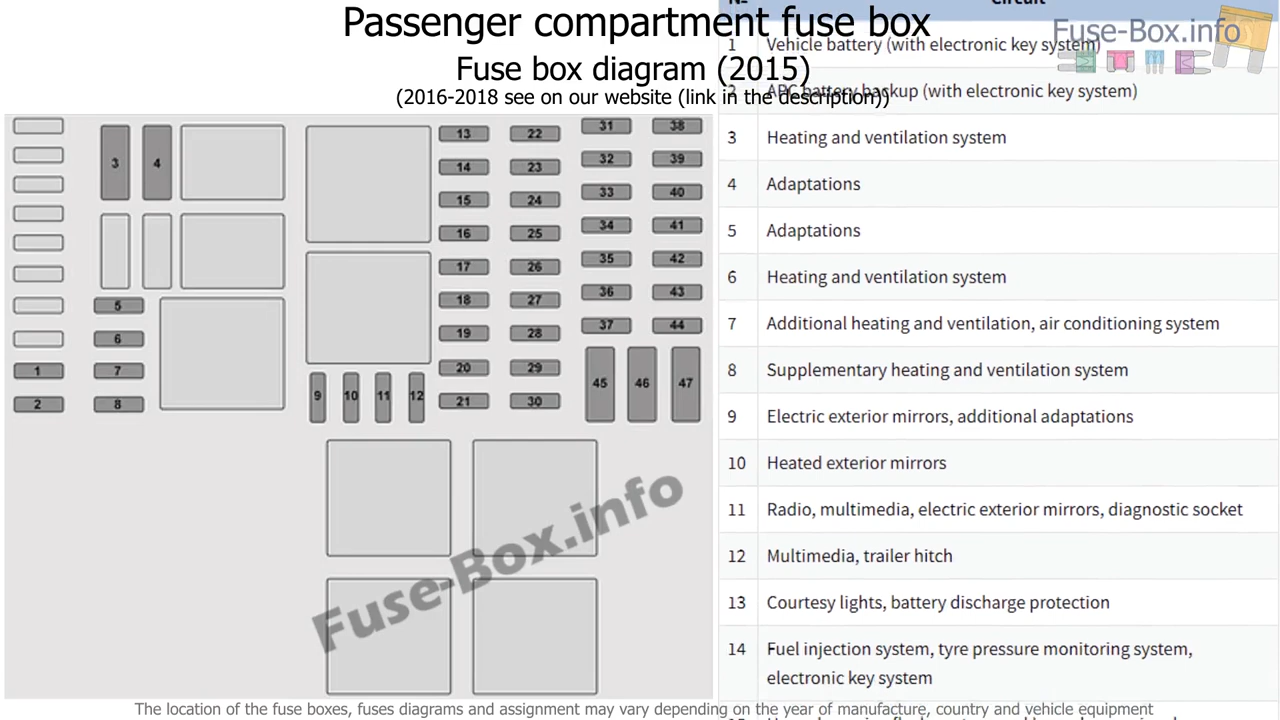 Passenger compartment fuse box
Fuse box diagram (2015)
(2016-2018 see on our website (link in the description))
Fuse-Box.info
Circuit
1 Vehicle battery (with electronic key system)
2 APC battery backup (with electronic key system)
3 Heating and ventilation system
4 Adaptations
5 Adaptations
6 Heating and ventilation system
7 Additional heating and ventilation, air conditioning system
8 Supplementary heating and ventilation system
9 Electric exterior mirrors, additional adaptations
10 Heated exterior mirrors
11 Radio, multimedia, electric exterior mirrors, diagnostic socket
12 Multimedia, trailer hitch
13 Courtesy lights, battery discharge protection
14 Fuel injection system, tyre pressure monitoring system,
electronic key system
3 4
5
6
1 7
2 8
9 10 11 12
13 22
14 23
15 24
16 25
17 26
18 27
19 28
20 29
21 30
31 38
32 39
33 40
34 41
35 42
36 43
37 44
45 46 47
Fuse-Box.info
The location of the fuse boxes, fuses diagrams and assignment may vary depending on the year of manufacture, country and vehicle equipment